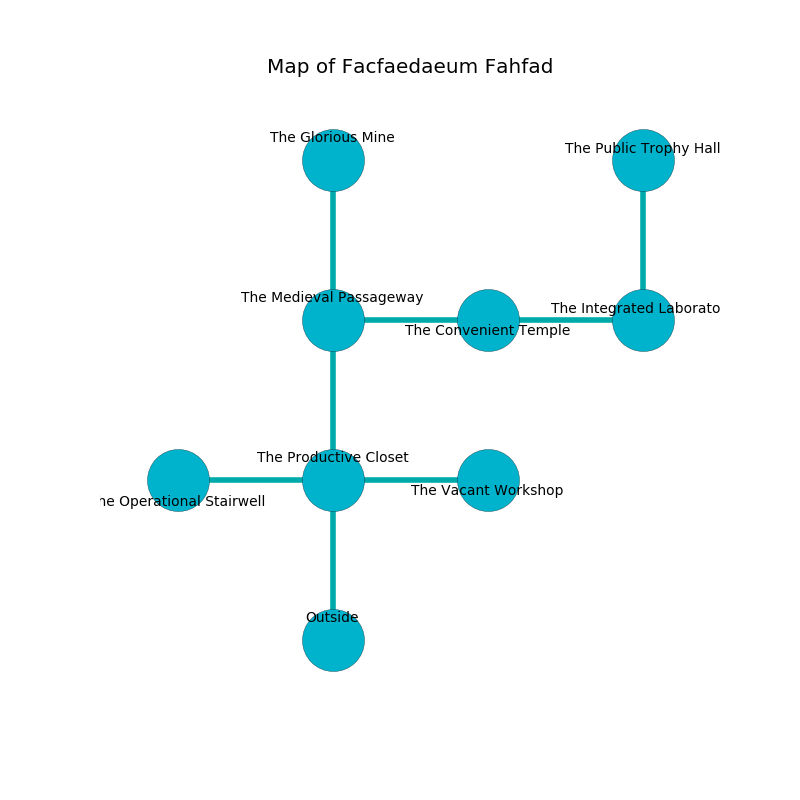 Map of Facfaedaeum Fahfad
The Glorious Mine
The Public Trophy Hall
The Medieval Passageway
The Integrated Laborato
The Convenient Temple
The Productive Closet
The Vacant Workshop
ne Operational Stairwell
Outside